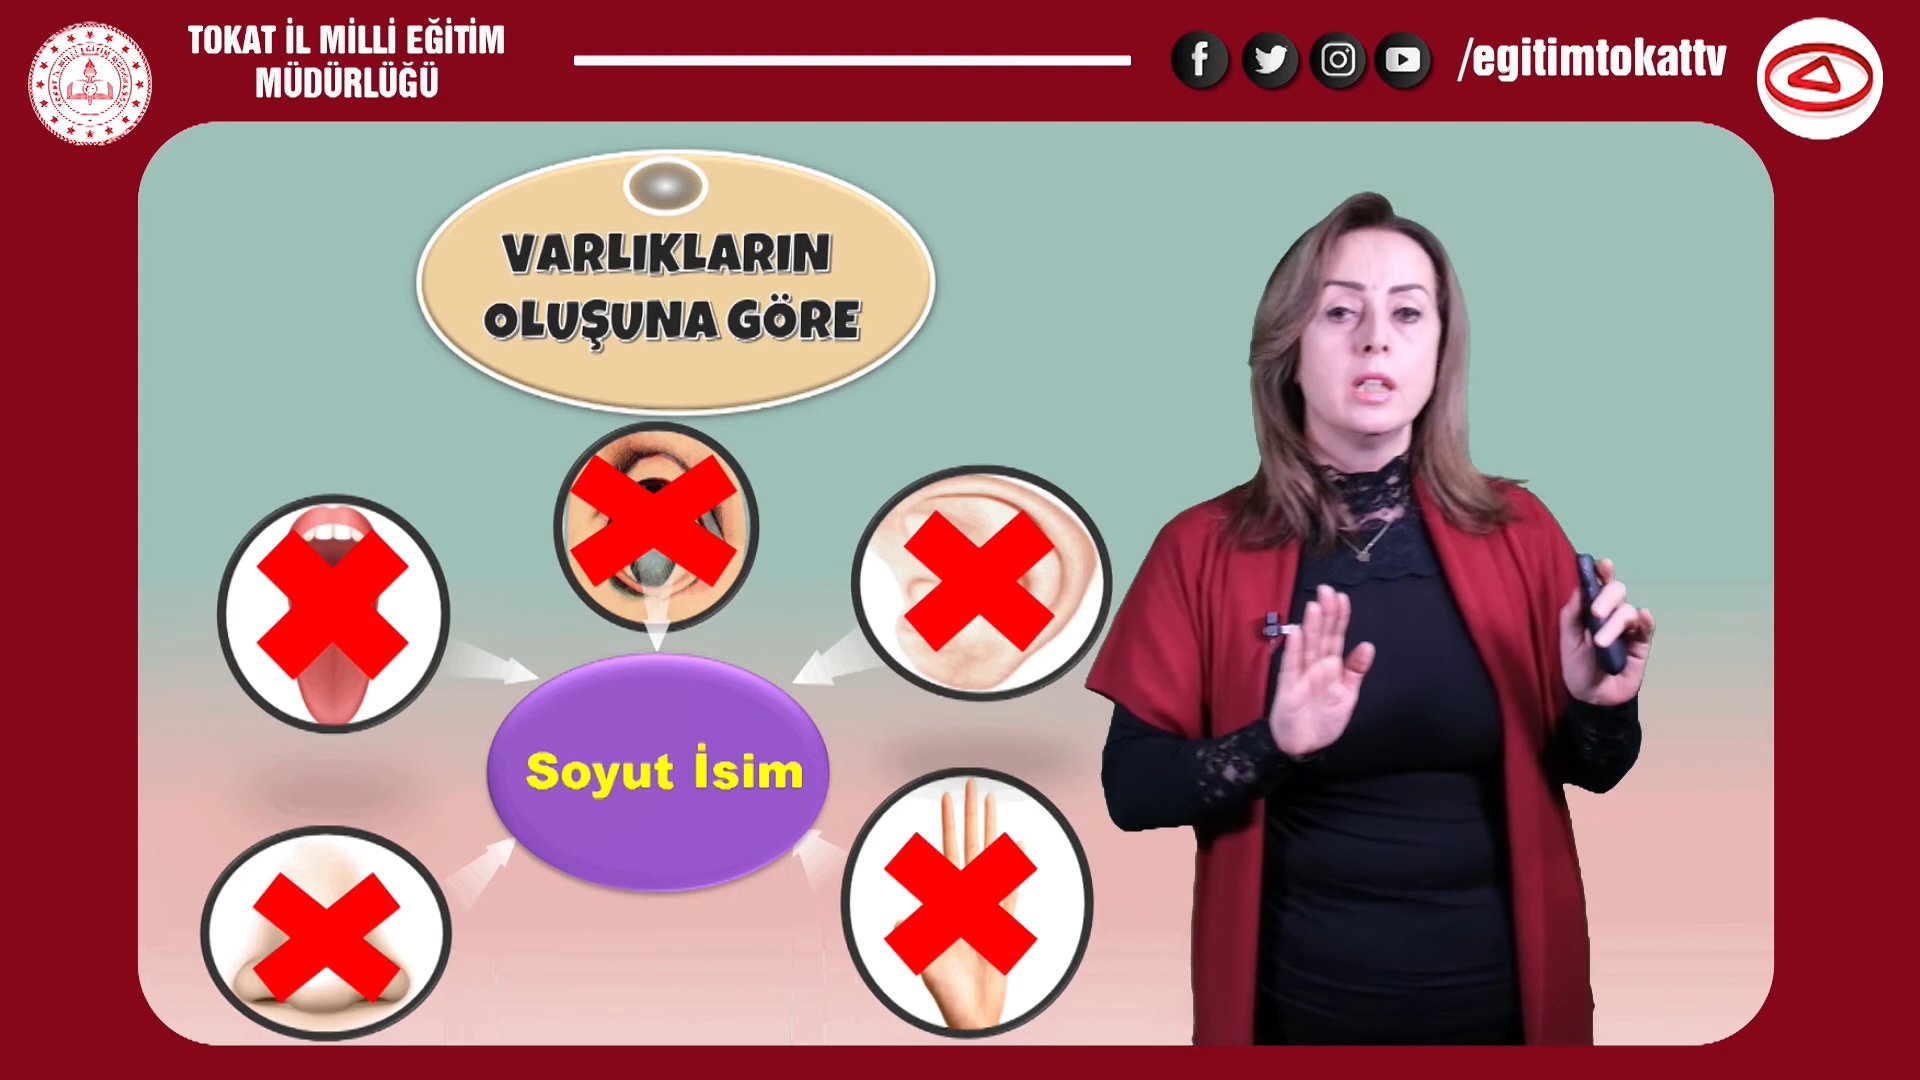 TOKAT İL MİLLİ EĞİTİM
MÜDÜRLÜĞÜ
/egitimtokattv
VARLIKLARIN
OLUŞUNA GÖRE
Soyut İsim